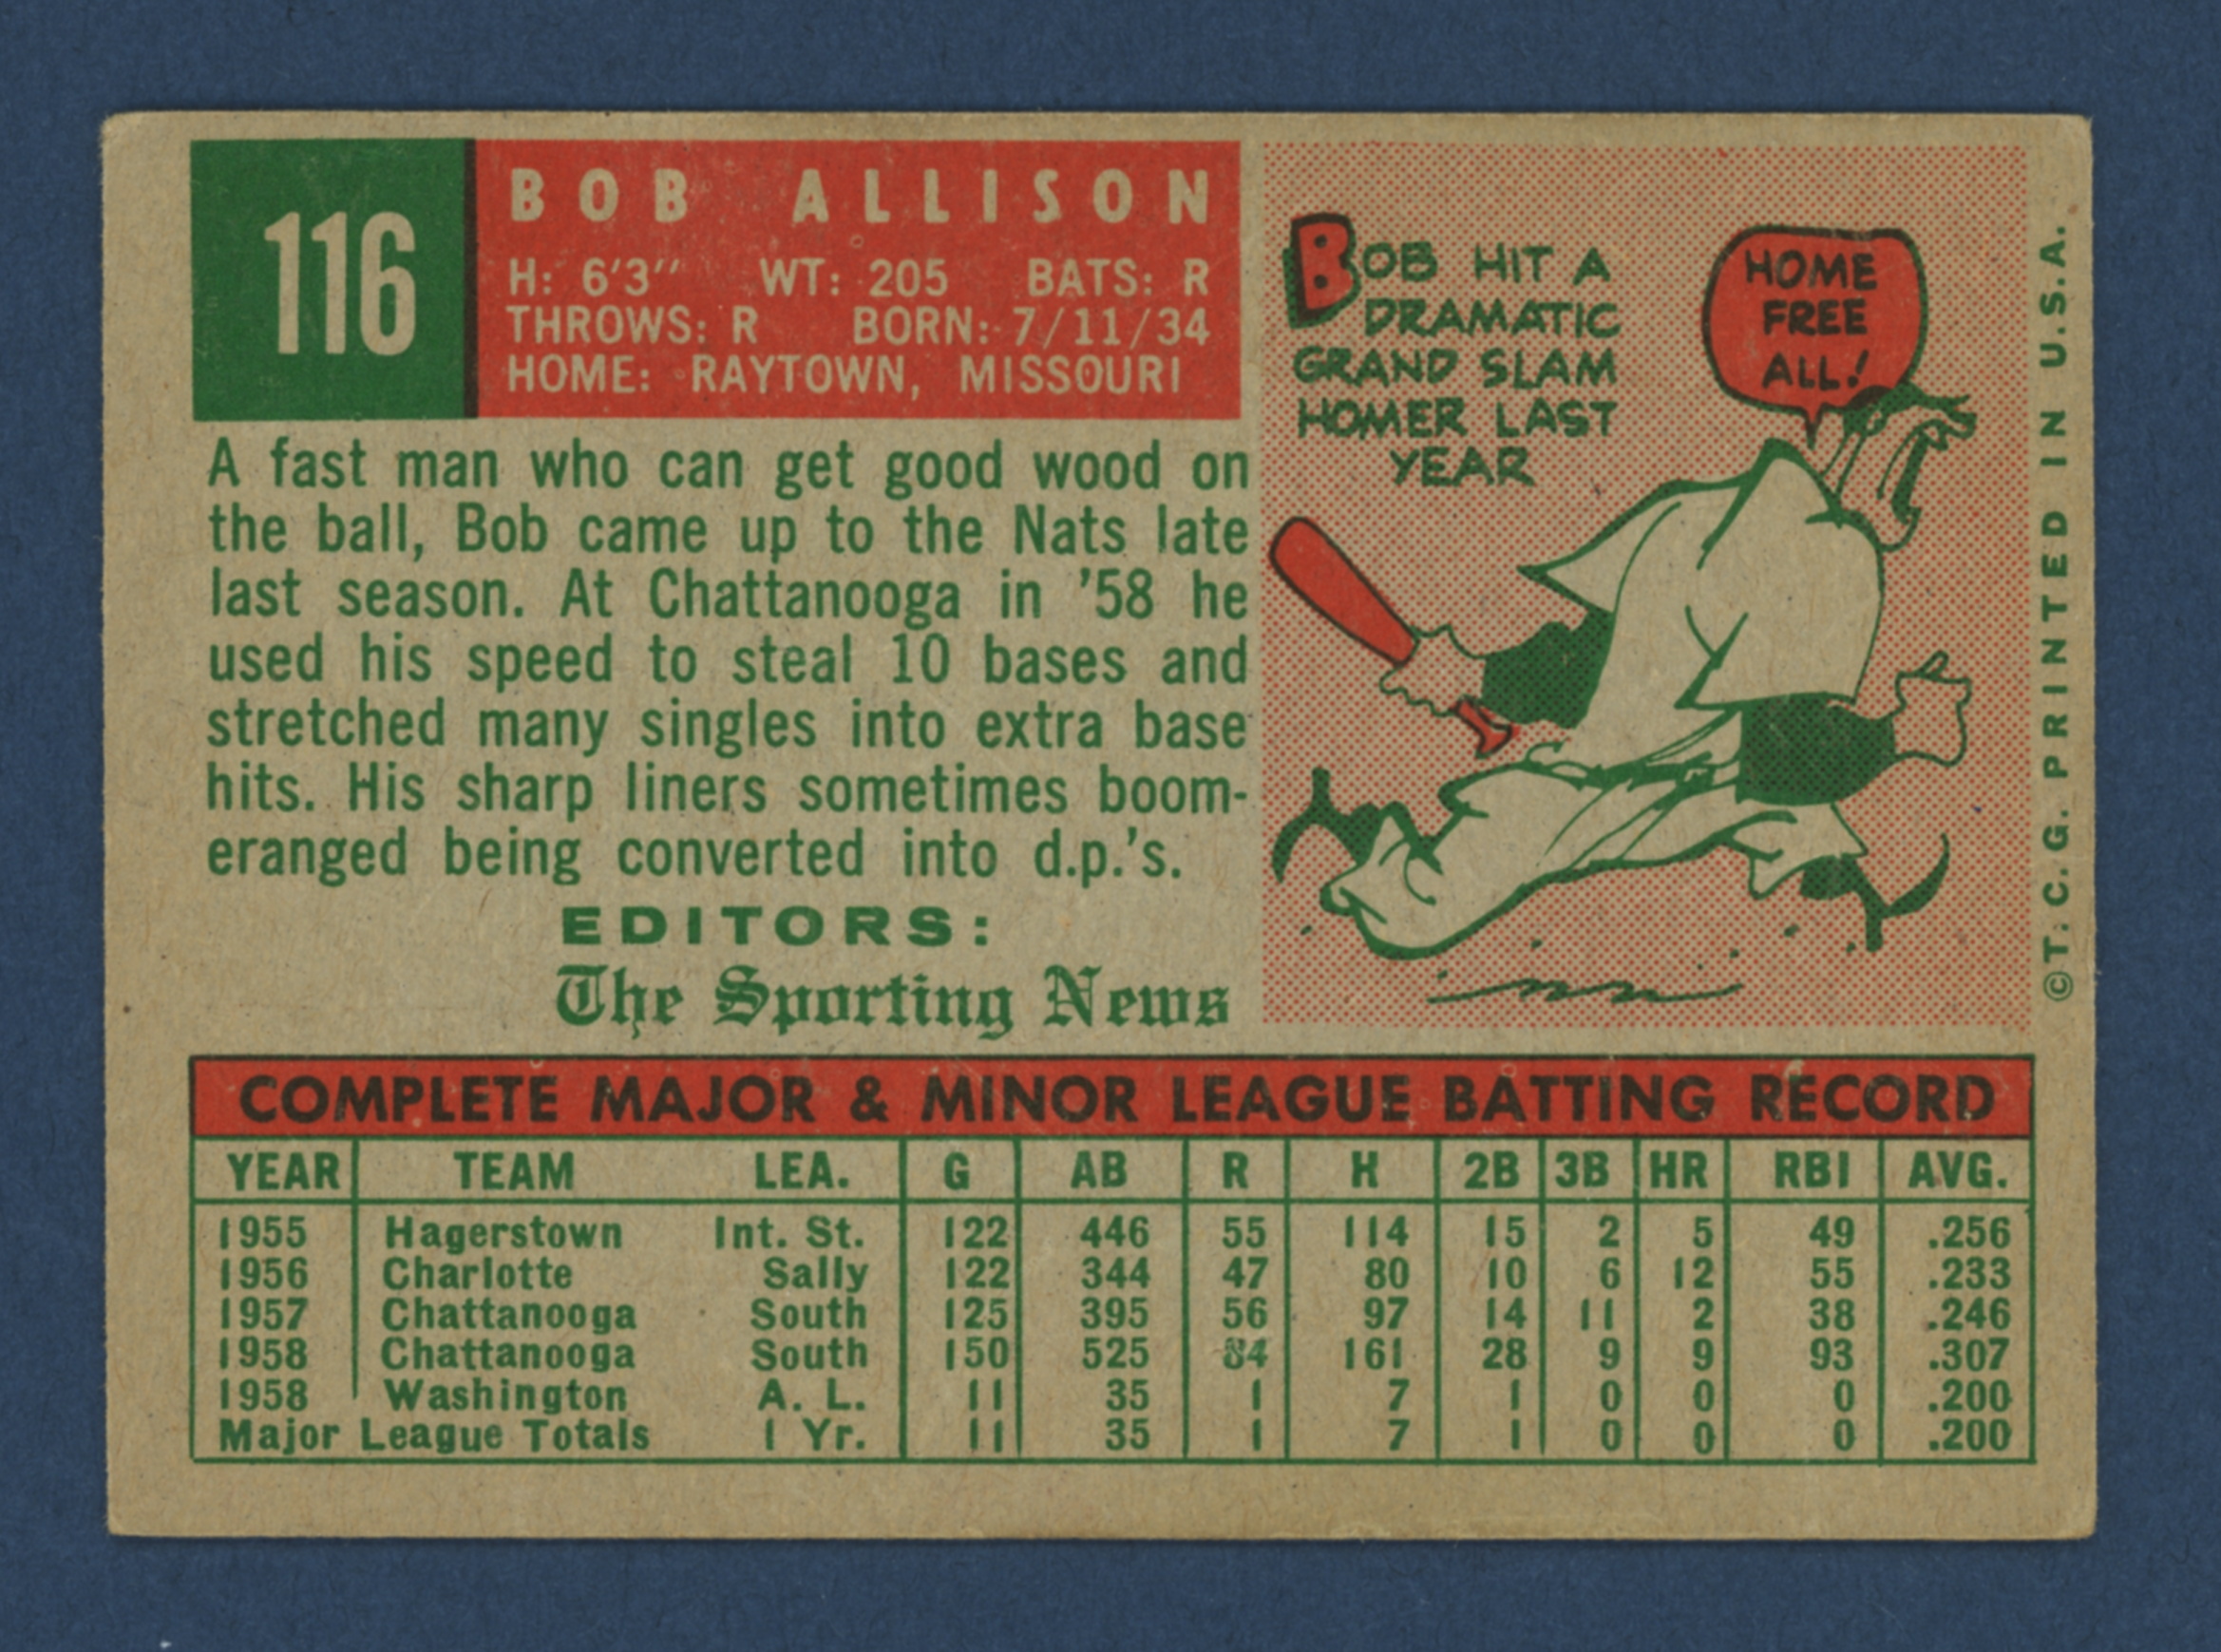 116
BOB ALLISON
H: 6'3" WT: 205 BATS: R
THROWS: R BORN: 7/11/34
HOME: RAYTOWN, MISSOURI
A fast man who can get good wood on
the ball, Bob came up to the Nats late
last season. At Chattanooga in '58 he
used his speed to steal 10 bases and
stretched many singles into extra base
hits. His sharp liners sometimes boom-
eranged being converted into d.p.'s.
EDITORS:
The Sporting News
BOB HIT A
DRAMATIC
GRAND SLAM
HOMER LAST
YEAR
HOME
FREE
ALL!
©T.C.G. PRINTED IN U.S.A.
COMPLETE MAJOR & MINOR LEAGUE BATTING RECORD
YEAR TEAM LEA. G AB R H 2B 3B HR RBI AVG.
1955 Hagerstown Int. St. 122 446 55 114 15 2 5 49 .256
1956 Charlotte Sally 122 344 47 80 10 6 12 55 .233
1957 Chattanooga South 125 395 56 97 14 11 2 38 .246
1958 Chattanooga South 150 525 84 161 28 9 9 93 .307
1958 Washington A. L. 11 35 1 7 1 0 0 0 .200
Major League Totals 1 Yr. 11 35 1 7 1 0 0 0 .200